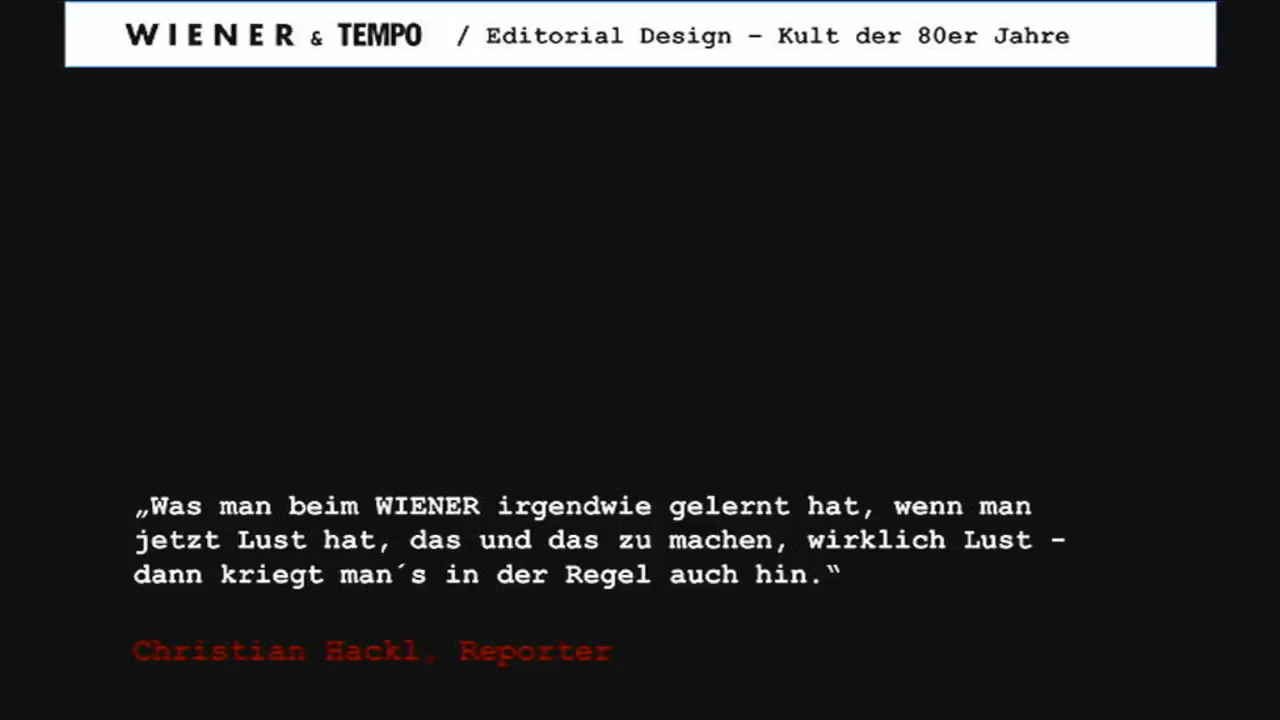 WIENER & TEMPO / Editorial Design – Kult der 80er Jahre
„Was man beim WIENER irgendwie gelernt hat, wenn man
jetzt Lust hat, das und das zu machen, wirklich Lust –
dann kriegt man´s in der Regel auch hin.‟
Christian Hackl, Reporter